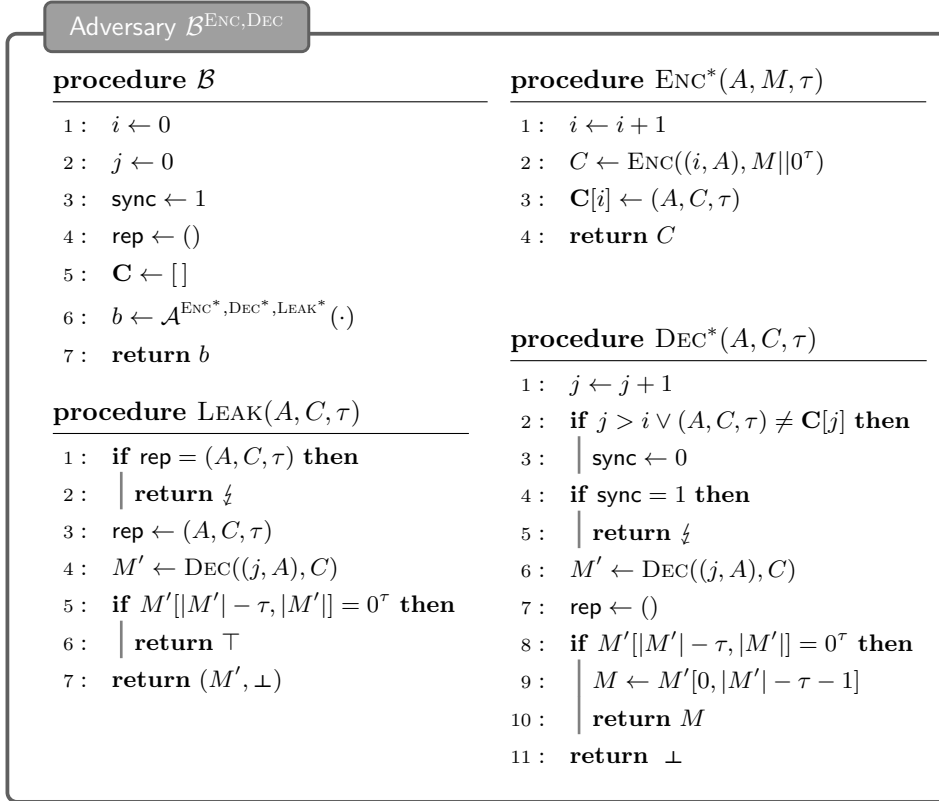 Adversary 𝓑^{ENC,DEC}
procedure 𝓑
1 : i ← 0
2 : j ← 0
3 : sync ← 1
4 : rep ← ()
5 : C ← []
6 : b ← 𝒜^{ENC*,DEC*,LEAK*}(·)
7 : return b
procedure LEAK(A, C, τ)
1 : if rep = (A, C, τ) then
2 : return ↯
3 : rep ← (A, C, τ)
4 : M′ ← DEC((j, A), C)
5 : if M′[|M′| − τ, |M′|] = 0^τ then
6 : return ⊤
7 : return (M′, ⊥)
procedure ENC*(A, M, τ)
1 : i ← i + 1
2 : C ← ENC((i, A), M||0^τ)
3 : C[i] ← (A, C, τ)
4 : return C
procedure DEC*(A, C, τ)
1 : j ← j + 1
2 : if j > i ∨ (A, C, τ) ≠ C[j] then
3 : sync ← 0
4 : if sync = 1 then
5 : return ↯
6 : M′ ← DEC((j, A), C)
7 : rep ← ()
8 : if M′[|M′| − τ, |M′|] = 0^τ then
9 : M ← M′[0, |M′| − τ − 1]
10 : return M
11 : return ⊥